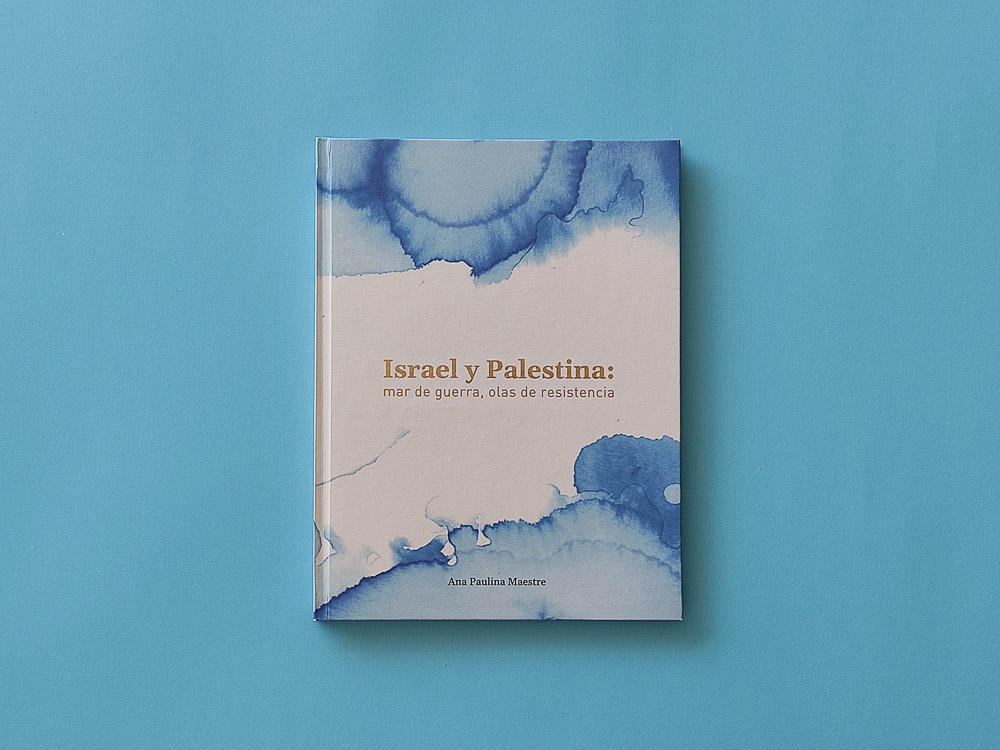 Israel y Palestina:
mar de guerra, olas de resistencia
Ana Paulina Maestre